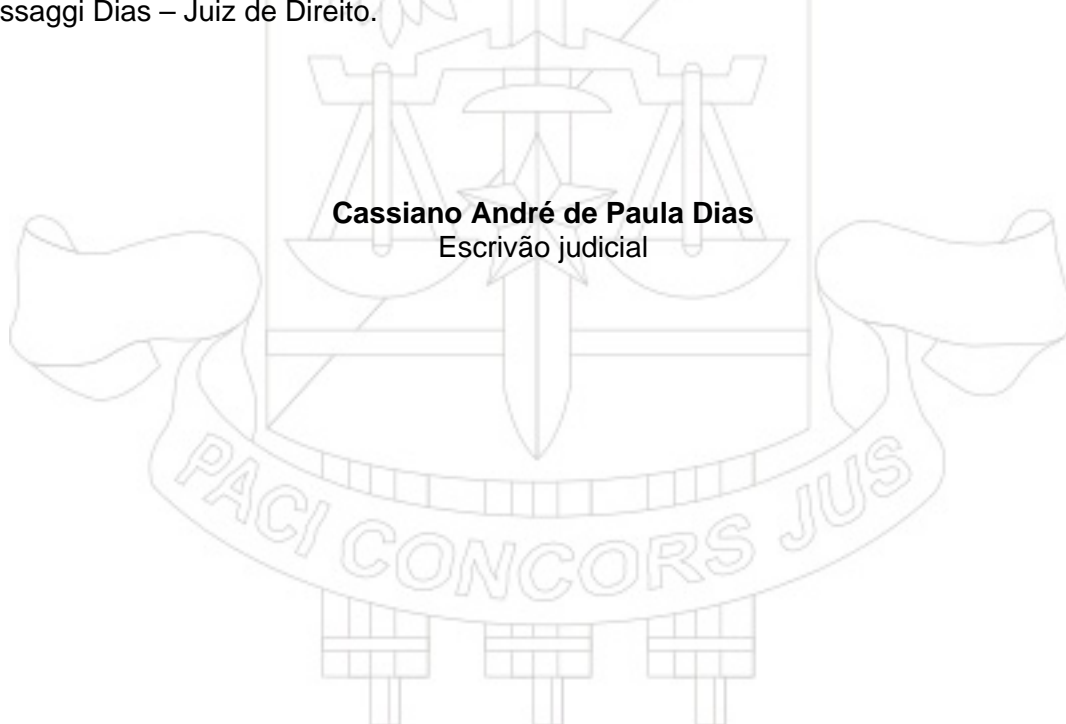 ssaggi Dias – Juiz de Direito.
Cassiano André de Paula Dias
Escrivão judicial
PACI CONCORS JUS